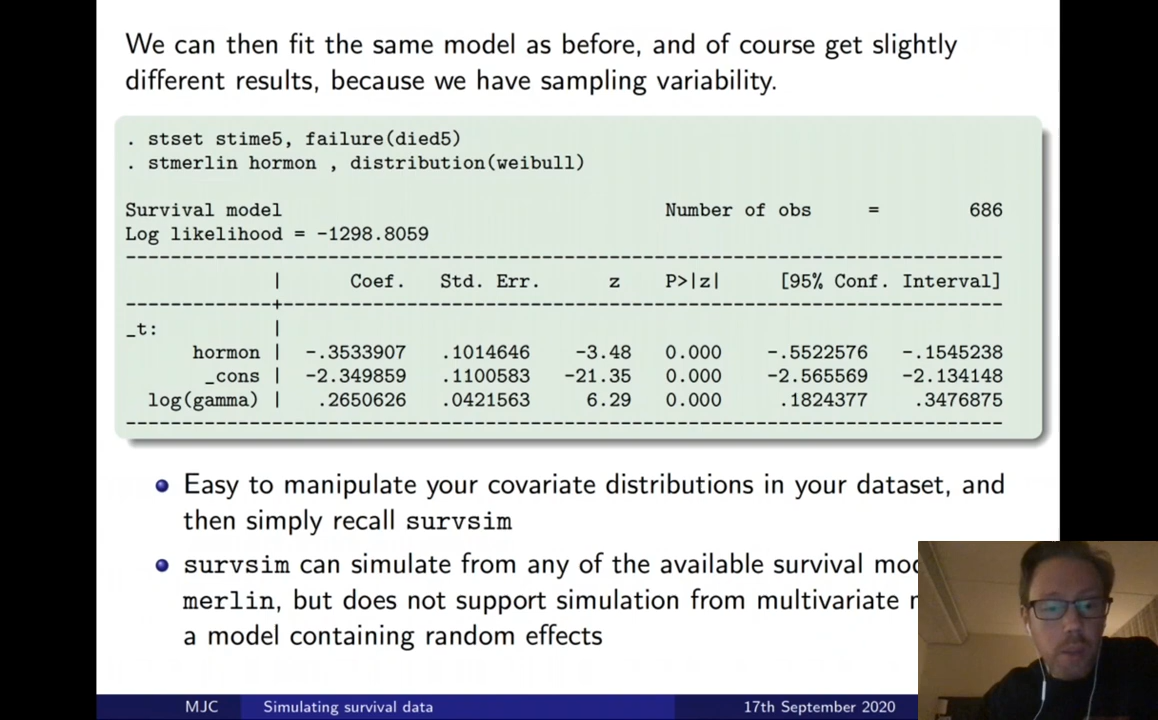 We can then fit the same model as before, and of course get slightly
different results, because we have sampling variability.
. stset stime5, failure(died5)
. stmerlin hormon , distribution(weibull)
Survival model Number of obs = 686
Log likelihood = -1298.8059
| Coef. Std. Err. z P>|z| [95% Conf. Interval]
_t: |
hormon | -.3533907 .1014646 -3.48 0.000 -.5522576 -.1545238
_cons | -2.349859 .1100583 -21.35 0.000 -2.565569 -2.134148
log(gamma) | .2650626 .0421563 6.29 0.000 .1824377 .3476875
Easy to manipulate your covariate distributions in your dataset, and
then simply recall survsim
survsim can simulate from any of the available survival
merlin, but does not support simulation from multivariate
a model containing random effects
MJC Simulating survival data 17th September 2020